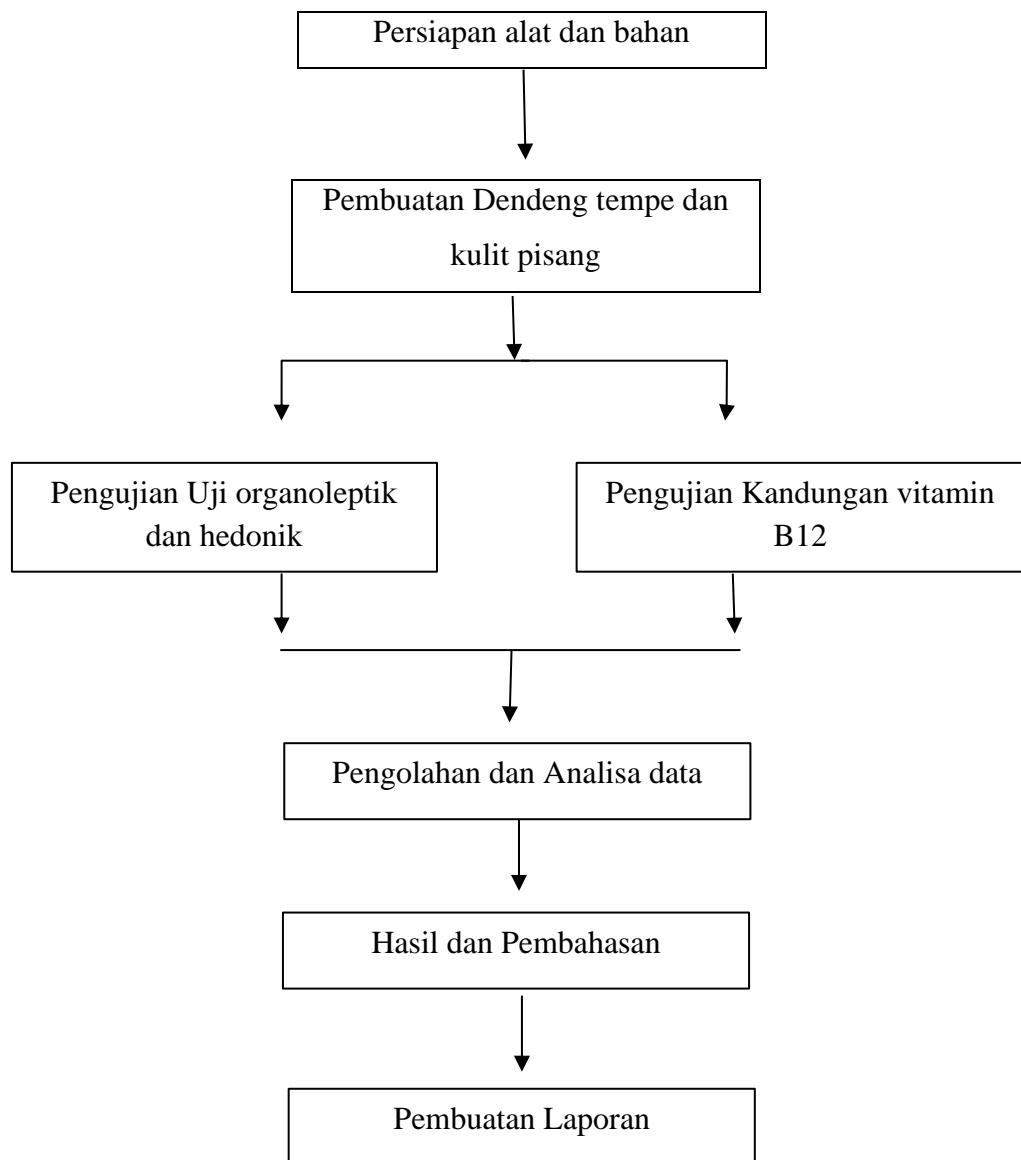 Persiapan alat dan bahan
Pembuatan Dendeng tempe dan
kulit pisang
Pengujian Uji organoleptik
dan hedonik
Pengujian Kandungan vitamin
B12
Pengolahan dan Analisa data
Hasil dan Pembahasan
Pembuatan Laporan